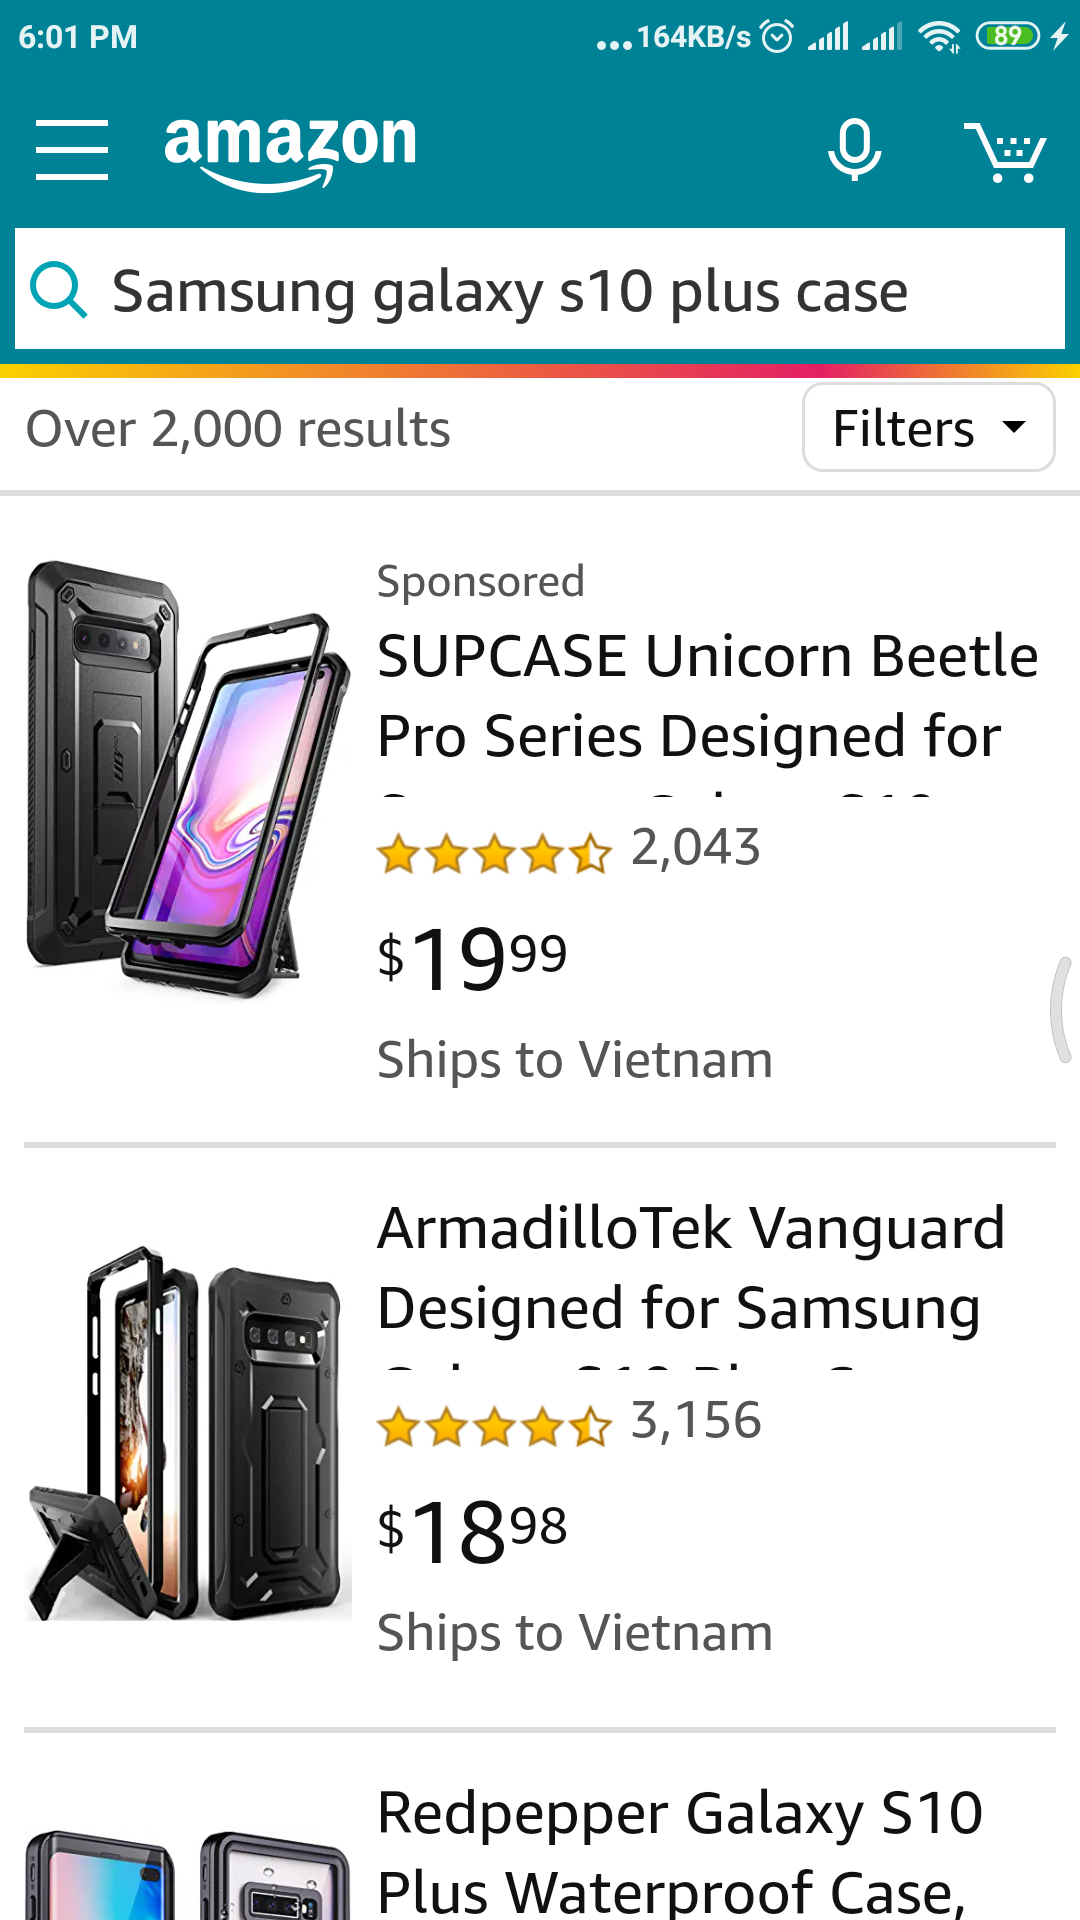 6:01 PM
...164KB/s
89
amazon
Samsung galaxy s10 plus case
Over 2,000 results
Filters
Sponsored
SUPCASE Unicorn Beetle
Pro Series Designed for
2,043
$19 99
Ships to Vietnam
ArmadilloTek Vanguard
Designed for Samsung
3,156
$18 98
Ships to Vietnam
Redpepper Galaxy S10
Plus Waterproof Case,